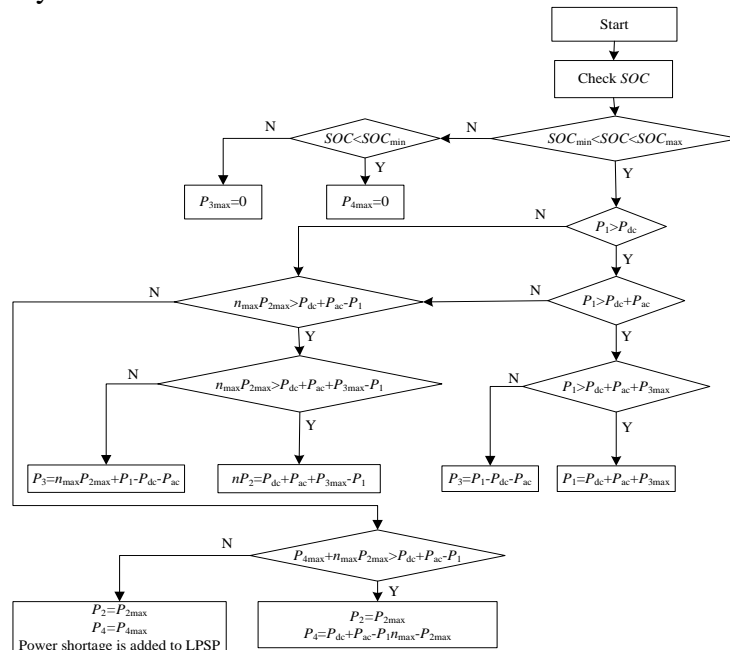 y
Start
Check SOC
SOCmin<SOC<SOCmax
N
Y
SOC<SOCmin
N
Y
P3max=0
P4max=0
P1>Pdc
N
Y
nmaxP2max>Pdc+Pac-P1
N
Y
P1>Pdc+Pac
N
Y
nmaxP2max>Pdc+Pac+P3max-P1
N
Y
P1>Pdc+Pac+P3max
N
Y
P3=nmaxP2max+P1-Pdc-Pac
nP2=Pdc+Pac+P3max-P1
P3=P1-Pdc-Pac
P1=Pdc+Pac+P3max
P4max+nmaxP2max>Pdc+Pac-P1
N
Y
P2=P2max
P4=P4max
Power shortage is added to LPSP
P2=P2max
P4=Pdc+Pac-P1nmax-P2max